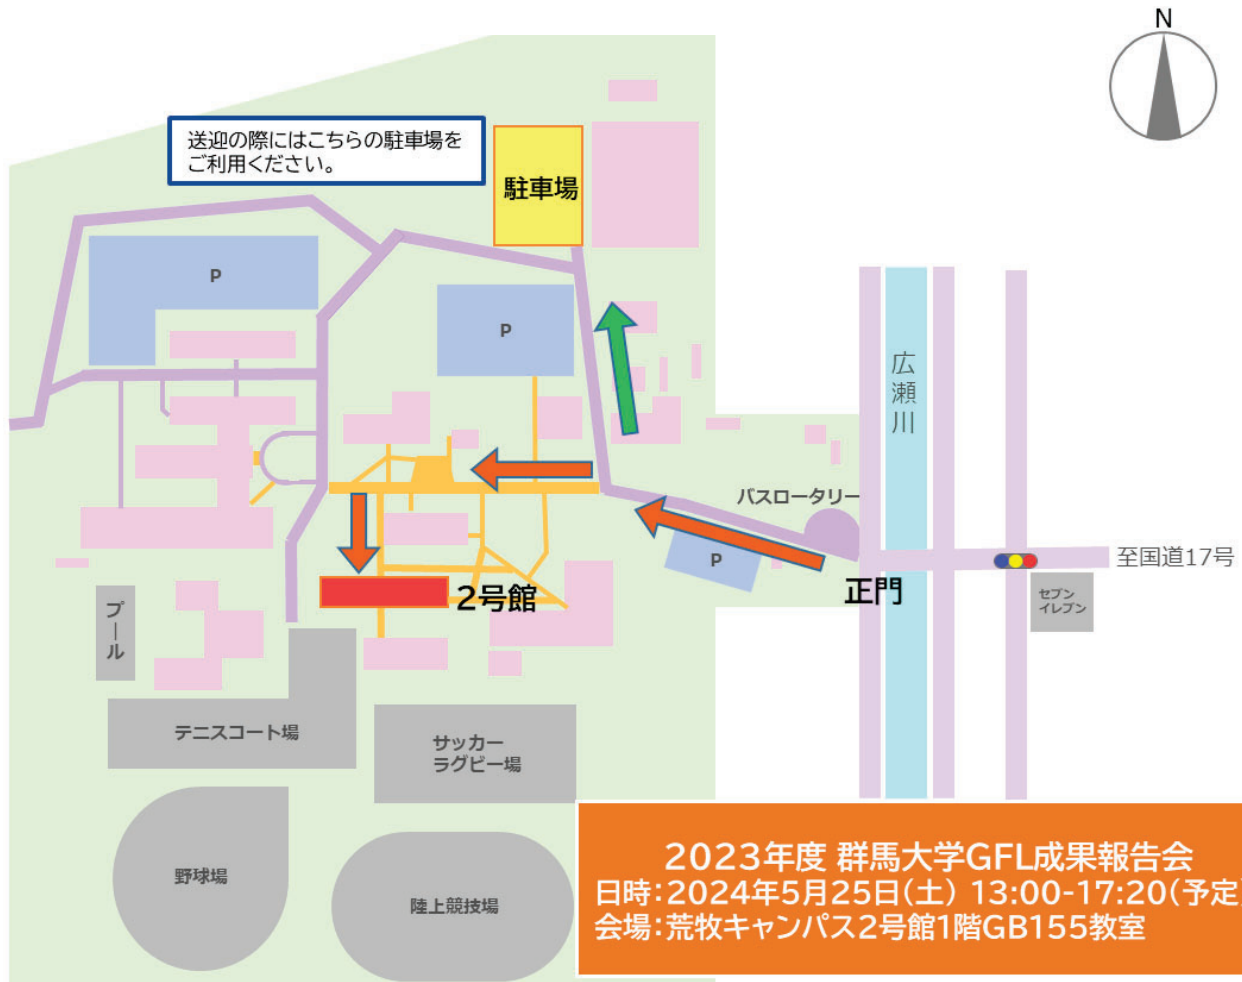 N
送迎の際にはこちらの駐車場を
ご利用ください。
駐車場
P
P
広瀬川
バスロータリー
P
至国道17号
正門
セブン
イレブン
2号館
プール
テニスコート場
サッカー
ラグビー場
野球場
陸上競技場
2023年度 群馬大学GFL成果報告会
日時:2024年5月25日(土) 13:00-17:20(予定)
会場:荒牧キャンパス2号館1階GB155教室